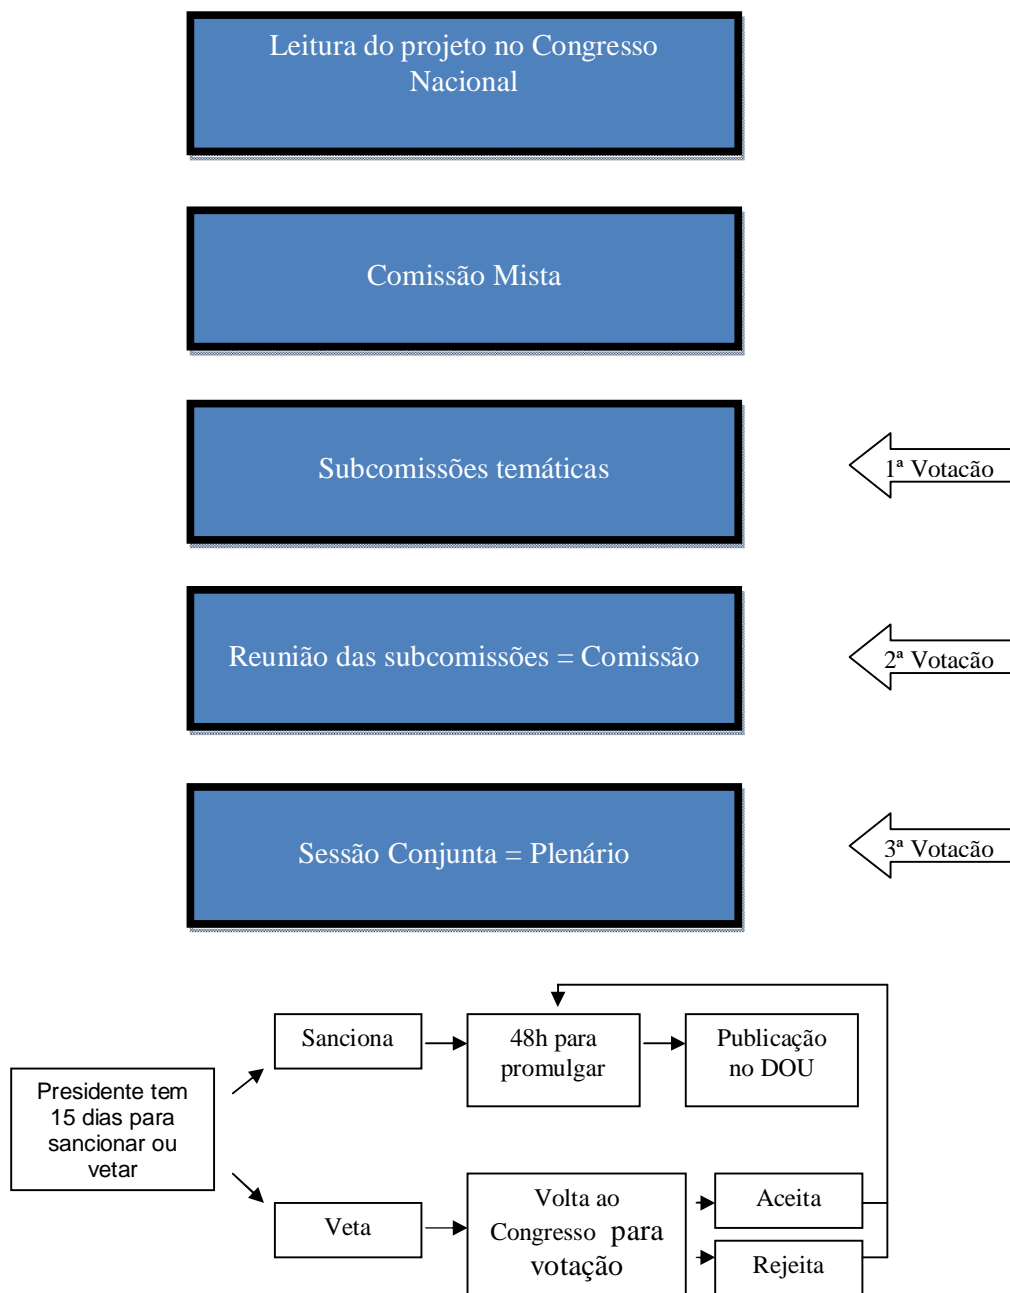 Leitura do projeto no Congresso
Nacional
Comissão Mista
Subcomissões temáticas
1ª Votacão
Reunião das subcomissões = Comissão
2ª Votacão
Sessão Conjunta = Plenário
3ª Votacão
Presidente tem
15 dias para
sancionar ou
vetar
Sanciona
48h para
promulgar
Publicação
no DOU
Veta
Volta ao
Congresso para
votação
Aceita
Rejeita